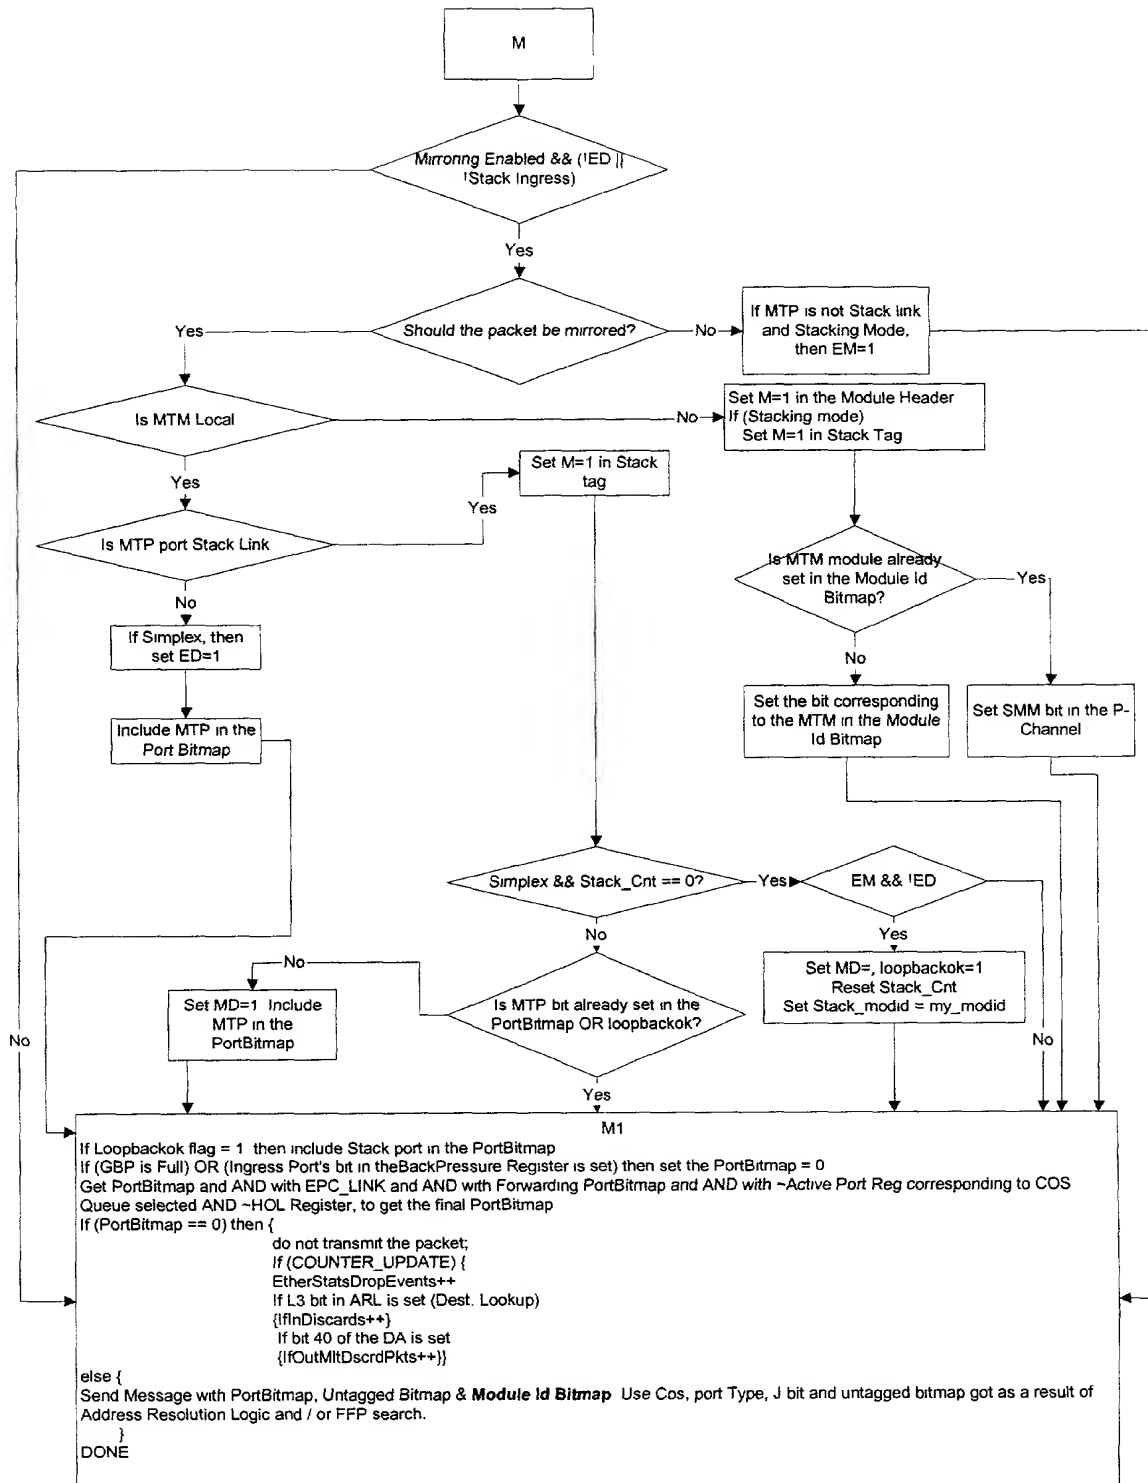 M
Mirroring Enabled && (!ED ||
!Stack Ingress)
Yes
Should the packet be mirrored?
Yes
No
If MTP is not Stack link
and Stacking Mode,
then EM=1
Is MTM Local
No
Set M=1 in the Module Header
If (Stacking mode)
Set M=1 in Stack Tag
Yes
Set M=1 in Stack
tag
Yes
Is MTP port Stack Link
Is MTM module already
set in the Module Id
Bitmap?
Yes
No
If Simplex, then
set ED=1
No
Include MTP in the
Port Bitmap
Set the bit corresponding
to the MTM in the Module
Id Bitmap
Set SMM bit in the P-
Channel
Simplex && Stack_Cnt == 0?
Yes
EM && !ED
No
Yes
No
Set MD=1 Include
MTP in the
PortBitmap
Is MTP bit already set in the
PortBitmap OR loopbackok?
Set MD=, loopbackok=1
Reset Stack_Cnt
Set Stack_modid = my_modid
No
No
Yes
M1
If Loopbackok flag = 1 then include Stack port in the PortBitmap
If (GBP is Full) OR (Ingress Port's bit in theBackPressure Register is set) then set the PortBitmap = 0
Get PortBitmap and AND with EPC_LINK and AND with Forwarding PortBitmap and AND with ~Active Port Reg corresponding to COS
Queue selected AND ~HOL Register, to get the final PortBitmap
If (PortBitmap == 0) then {
do not transmit the packet;
If (COUNTER_UPDATE) {
EtherStatsDropEvents++
If L3 bit in ARL is set (Dest. Lookup)
{IfInDiscards++}
If bit 40 of the DA is set
{IfOutMltDscrdPkts++}}
else {
Send Message with PortBitmap, Untagged Bitmap & Module Id Bitmap Use Cos, port Type, J bit and untagged bitmap got as a result of
Address Resolution Logic and / or FFP search.
}
DONE